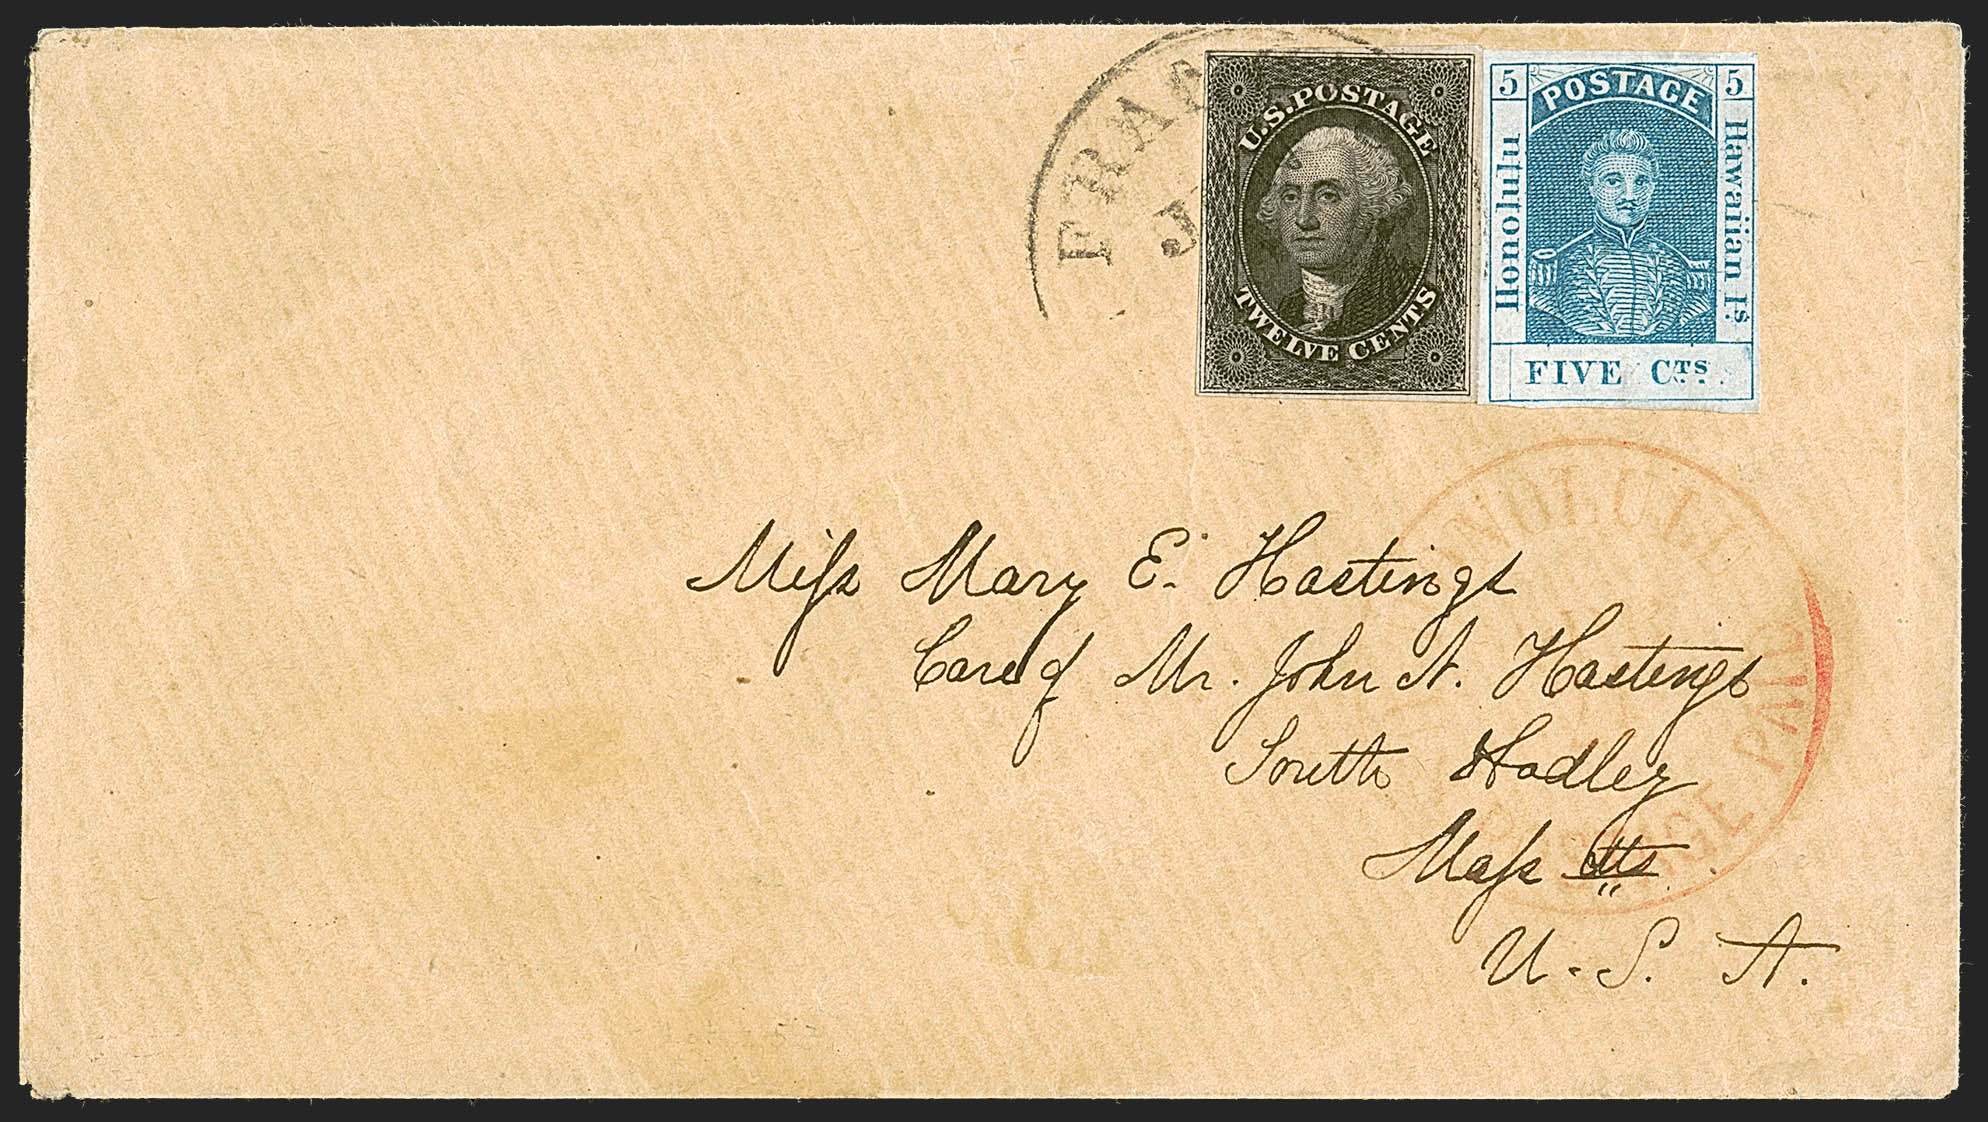 U.S. POSTAGE
TWELVE CENTS
5 POSTAGE 5
Honolulu
Hawaiian Is
FIVE Cts.
Miss Mary E. Hastings
Care of Mr. John N. Hastings
South Hadley
Mass etts.
U. S. A.